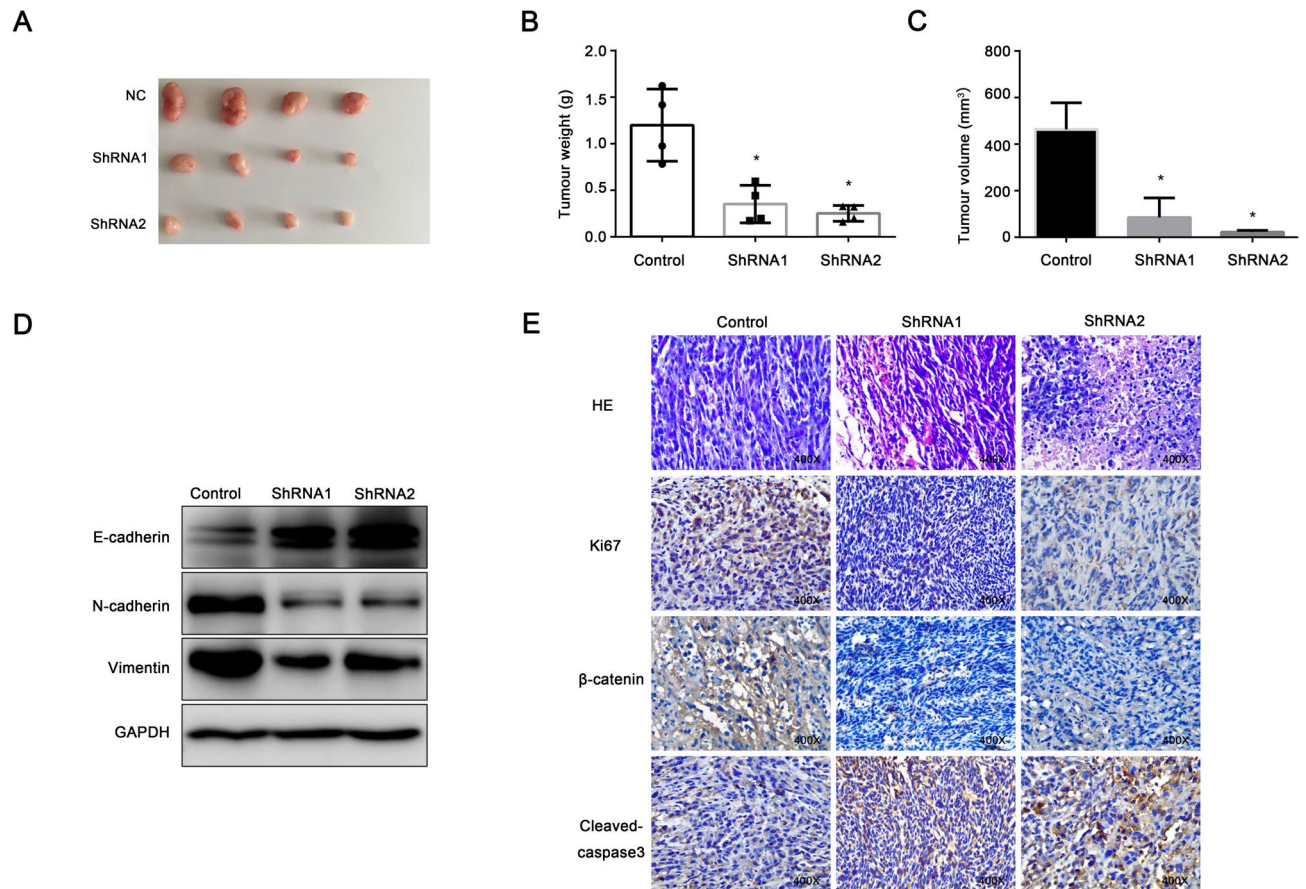 A
NC
ShRNA1
ShRNA2
B
Tumour weight (g)
2.0
1.5
1.0
0.5
0.0
*
*
Control
ShRNA1
ShRNA2
C
Tumour volume (mm³)
800
600
400
200
0
*
*
Control
ShRNA1
ShRNA2
D
Control
ShRNA1
ShRNA2
E-cadherin
N-cadherin
Vimentin
GAPDH
E
Control
ShRNA1
ShRNA2
HE
400X
400X
400X
Ki67
400X
400X
400X
β-catenin
400X
400X
400X
Cleaved-
caspase3
400X
400X
400X